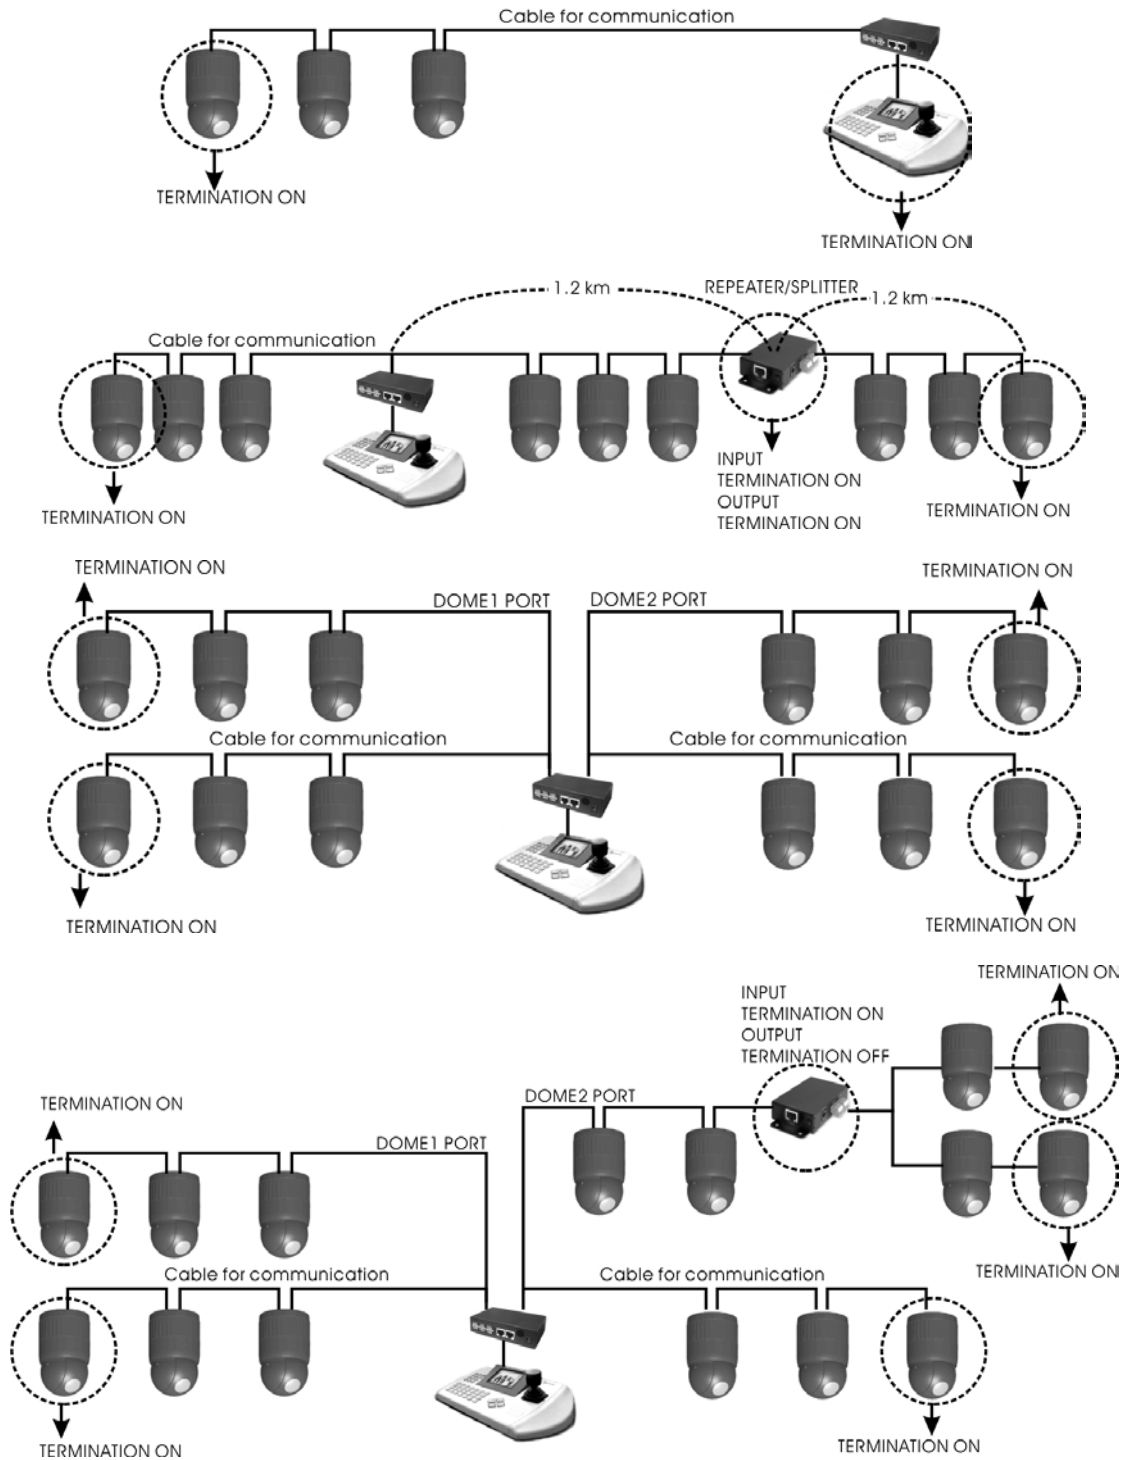 Cable for communication
TERMINATION ON
TERMINATION ON
1.2 km
REPEATER/SPLITTER
1.2 km
Cable for communication
INPUT
TERMINATION ON
OUTPUT
TERMINATION ON
TERMINATION ON
TERMINATION ON
TERMINATION ON
TERMINATION ON
DOME1 PORT
DOME2 PORT
Cable for communication
Cable for communication
TERMINATION ON
TERMINATION ON
TERMINATION ON
INPUT
TERMINATION ON
OUTPUT
TERMINATION OFF
DOME2 PORT
TERMINATION ON
DOME1 PORT
TERMINATION ON
Cable for communication
Cable for communication
TERMINATION ON
TERMINATION ON